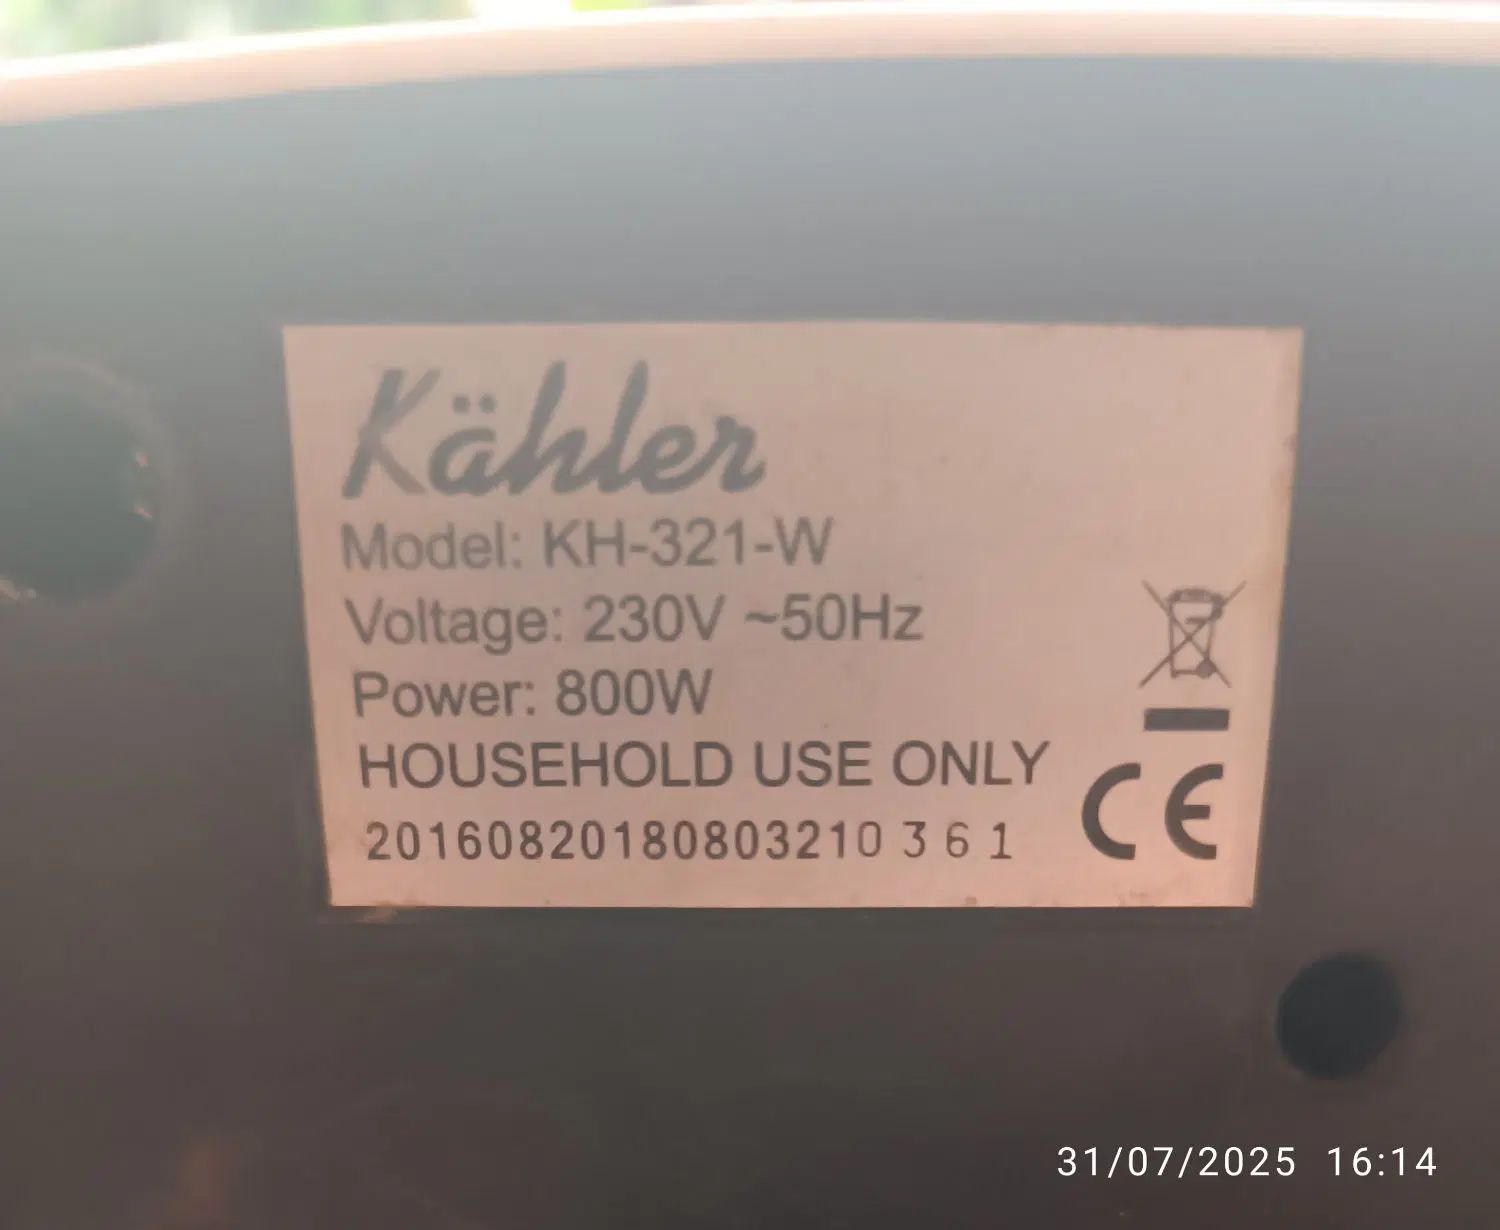 Kähler
Model: KH-321-W
Voltage: 230V ~50Hz
Power: 800W
HOUSEHOLD USE ONLY
20160820180803210 3 6 1
CE
31/07/2025 16:14